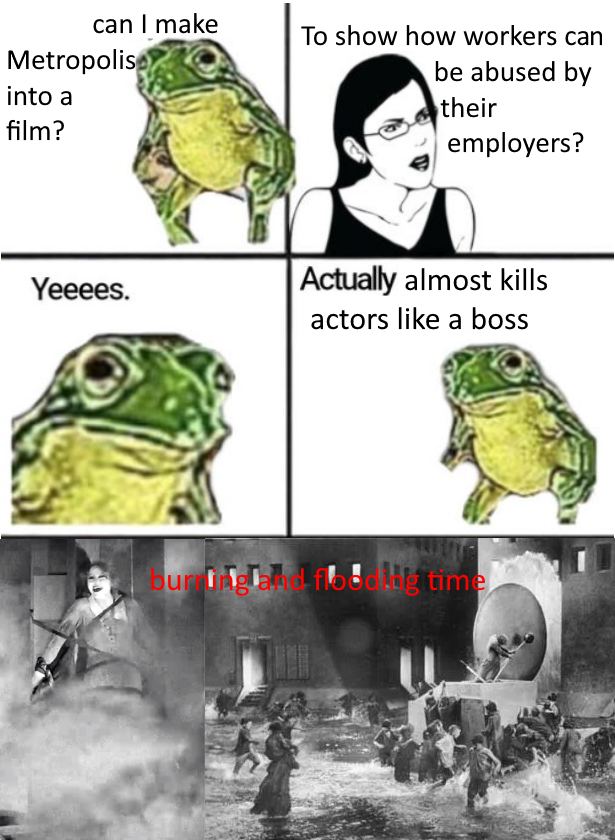 can I make
Metropolis
into a
film?
To show how workers can
be abused by
their
employers?
Yeeees.
Actually almost kills
actors like a boss
burning and flooding time